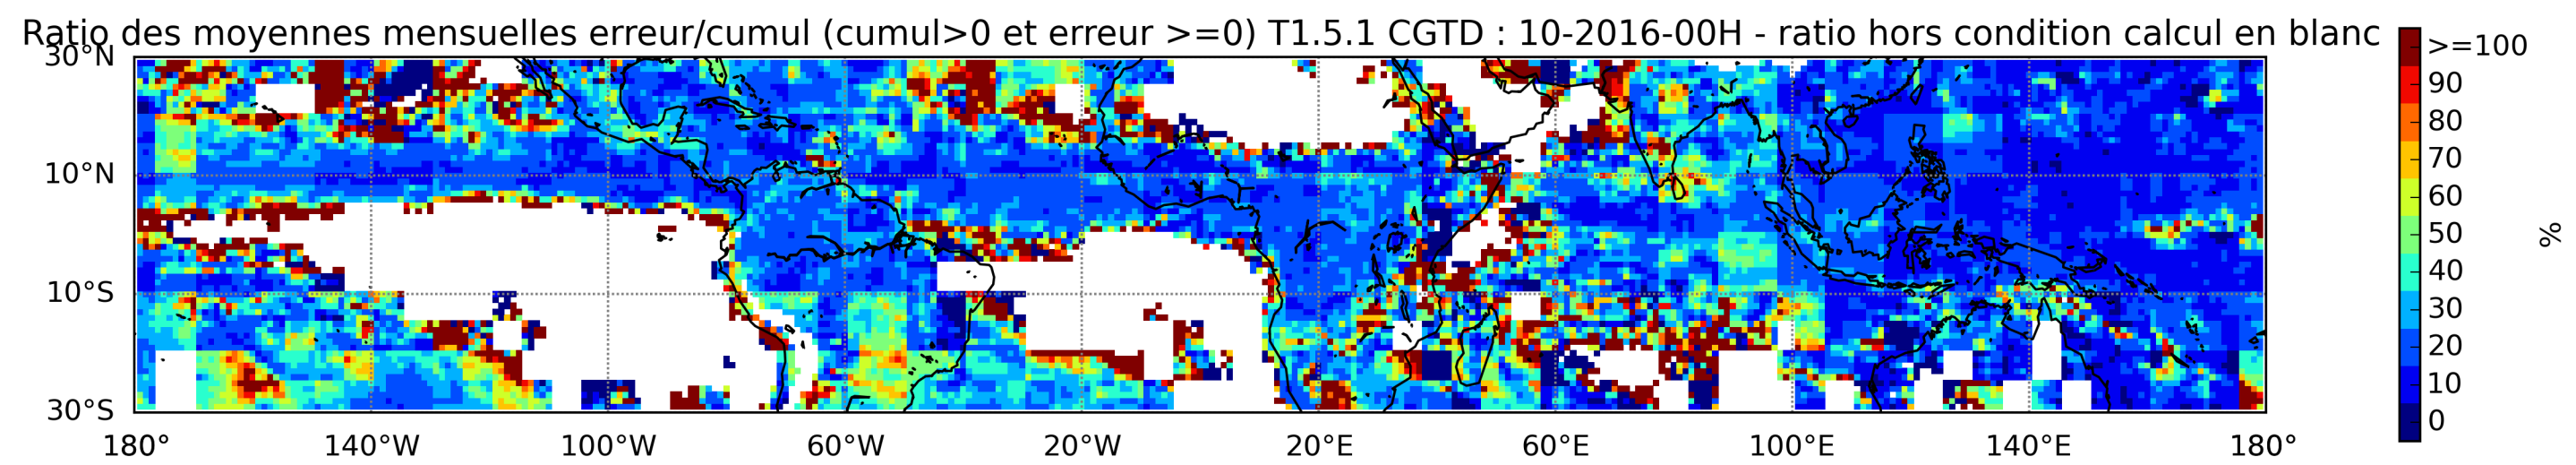 Ratio des moyennes mensuelles erreur/cumul (cumul>0 et erreur >=0) T1.5.1 CGTD : 10-2016-00H - ratio hors condition calcul en blanc
30°N
10°N
10°S
30°S
180°
140°W
100°W
60°W
20°W
20°E
60°E
100°E
140°E
180°
>=100
90
80
70
60
50
40
30
20
10
0
%